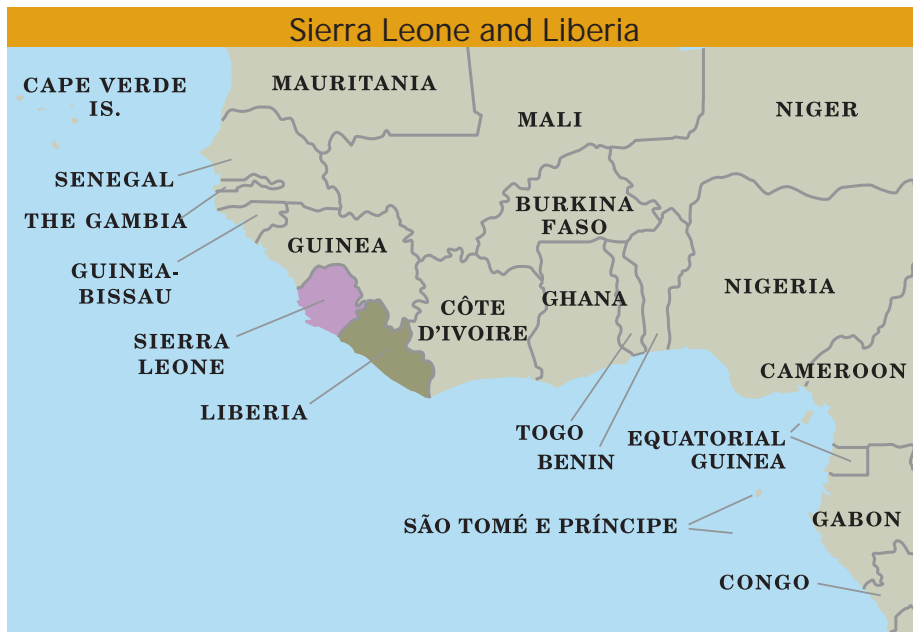 Sierra Leone and Liberia
CAPE VERDE
IS.
MAURITANIA
MALI
NIGER
SENEGAL
THE GAMBIA
BURKINA
FASO
GUINEA
GUINEA-
BISSAU
NIGERIA
GHANA
CÔTE
D'IVOIRE
SIERRA
LEONE
CAMEROON
LIBERIA
TOGO
BENIN
EQUATORIAL
GUINEA
SÃO TOMÉ E PRÍNCIPE
GABON
CONGO